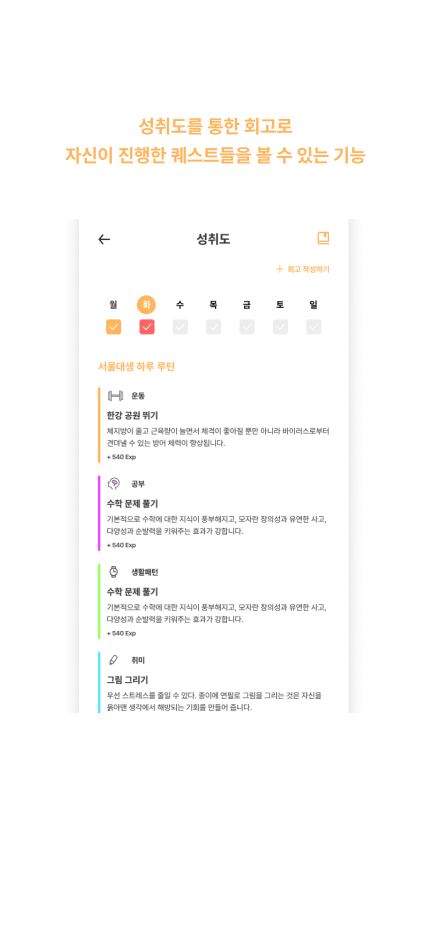 성취도를 통한 회고로
자신이 진행한 퀘스트들을 볼 수 있는 기능
성취도
+ 회고 작성하기
월 화 수 목 금 토 일
서울대생 하루 루틴
운동
한강 공원 뛰기
체지방이 줄고 근육량이 늘면서 체격이 좋아질 뿐만 아니라 바이러스로부터
견뎌낼 수 있는 방어 체력이 향상됩니다.
+ 540 Exp
공부
수학 문제 풀기
기본적으로 수학에 대한 지식이 풍부해지고, 모자란 창의성과 유연한 사고,
다양성과 순발력을 키워주는 효과가 강합니다.
+ 540 Exp
생활패턴
수학 문제 풀기
기본적으로 수학에 대한 지식이 풍부해지고, 모자란 창의성과 유연한 사고,
다양성과 순발력을 키워주는 효과가 강합니다.
+ 540 Exp
취미
그림 그리기
우선 스트레스를 줄일 수 있다. 종이에 연필로 그림을 그리는 것은 자신을
옭아맨 생각에서 해방되는 기회를 만들어 줍니다.